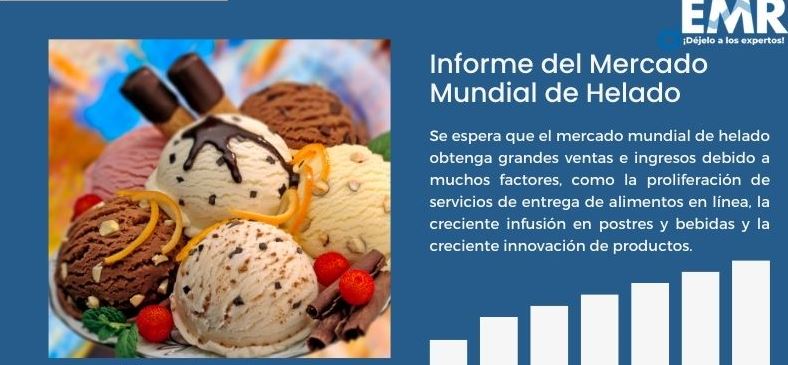 EMR
¡Déjelo a los expertos!
Informe del Mercado
Mundial de Helado
Se espera que el mercado mundial de helado
obtenga grandes ventas e ingresos debido a
muchos factores, como la proliferación de
servicios de entrega de alimentos en línea, la
creciente infusión en postres y bebidas y la
creciente innovación de productos.